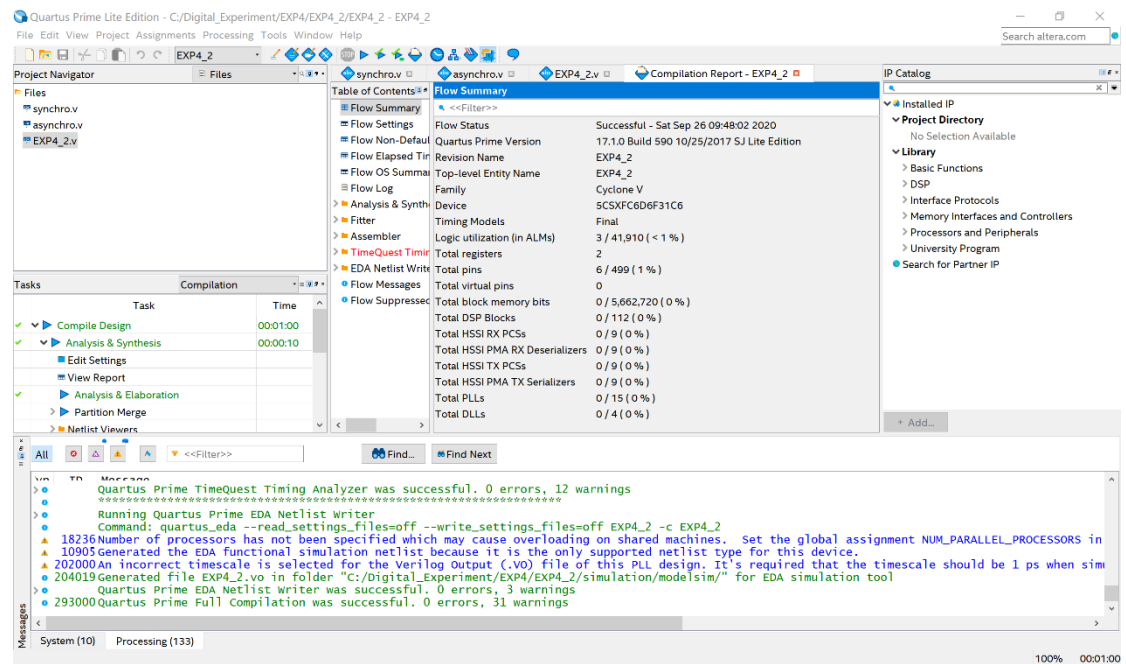 Quartus Prime Lite Edition - C:/Digital_Experiment/EXP4/EXP4_2/EXP4_2 - EXP4_2
File Edit View Project Assignments Processing Tools Window Help
Search altera.com
EXP4_2
Project Navigator
Files
Files
synchro.v
asynchro.v
EXP4_2.v
Tasks
Compilation
Task Time
Compile Design 00:01:00
Analysis & Synthesis 00:00:10
Edit Settings
View Report
Analysis & Elaboration
Partition Merge
Netlist Viewers
synchro.v
asynchro.v
EXP4_2.v
Compilation Report - EXP4_2
Table of Contents
Flow Summary
Flow Settings
Flow Non-Defaul
Flow Elapsed Tin
Flow OS Summar
Flow Log
Analysis & Synth
Fitter
Assembler
TimeQuest Timin
EDA Netlist Write
Flow Messages
Flow Suppressed
Flow Summary
<<Filter>>
Flow Status Successful - Sat Sep 26 09:48:02 2020
Quartus Prime Version 17.1.0 Build 590 10/25/2017 SJ Lite Edition
Revision Name EXP4_2
Top-level Entity Name EXP4_2
Family Cyclone V
Device 5CSXFC6D6F31C6
Timing Models Final
Logic utilization (in ALMs) 3 / 41,910 ( < 1 % )
Total registers 2
Total pins 6 / 499 ( 1 % )
Total virtual pins 0
Total block memory bits 0 / 5,662,720 ( 0 % )
Total DSP Blocks 0 / 112 ( 0 % )
Total HSSI RX PCSs 0 / 9 ( 0 % )
Total HSSI PMA RX Deserializers 0 / 9 ( 0 % )
Total HSSI TX PCSs 0 / 9 ( 0 % )
Total HSSI PMA TX Serializers 0 / 9 ( 0 % )
Total PLLs 0 / 15 ( 0 % )
Total DLLs 0 / 4 ( 0 % )
IP Catalog
Installed IP
Project Directory
No Selection Available
Library
Basic Functions
DSP
Interface Protocols
Memory Interfaces and Controllers
Processors and Peripherals
University Program
Search for Partner IP
+ Add...
All
<<Filter>>
Find...
Find Next
ID Message
Quartus Prime TimeQuest Timing Analyzer was successful. 0 errors, 12 warnings
*******************************************************************
Running Quartus Prime EDA Netlist Writer
Command: quartus_eda --read_settings_files=off --write_settings_files=off EXP4_2 -c EXP4_2
18236 Number of processors has not been specified which may cause overloading on shared machines. Set the global assignment NUM_PARALLEL_PROCESSORS in
10905 Generated the EDA functional simulation netlist because it is the only supported netlist type for this device.
202000 An incorrect timescale is selected for the Verilog Output (.VO) file of this PLL design. It's required that the timescale should be 1 ps when simu
204019 Generated file EXP4_2.vo in folder "C:/Digital_Experiment/EXP4/EXP4_2/simulation/modelsim/" for EDA simulation tool
Quartus Prime EDA Netlist Writer was successful. 0 errors, 3 warnings
293000 Quartus Prime Full Compilation was successful. 0 errors, 31 warnings
Messages
System (10)
Processing (133)
100% 00:01:00